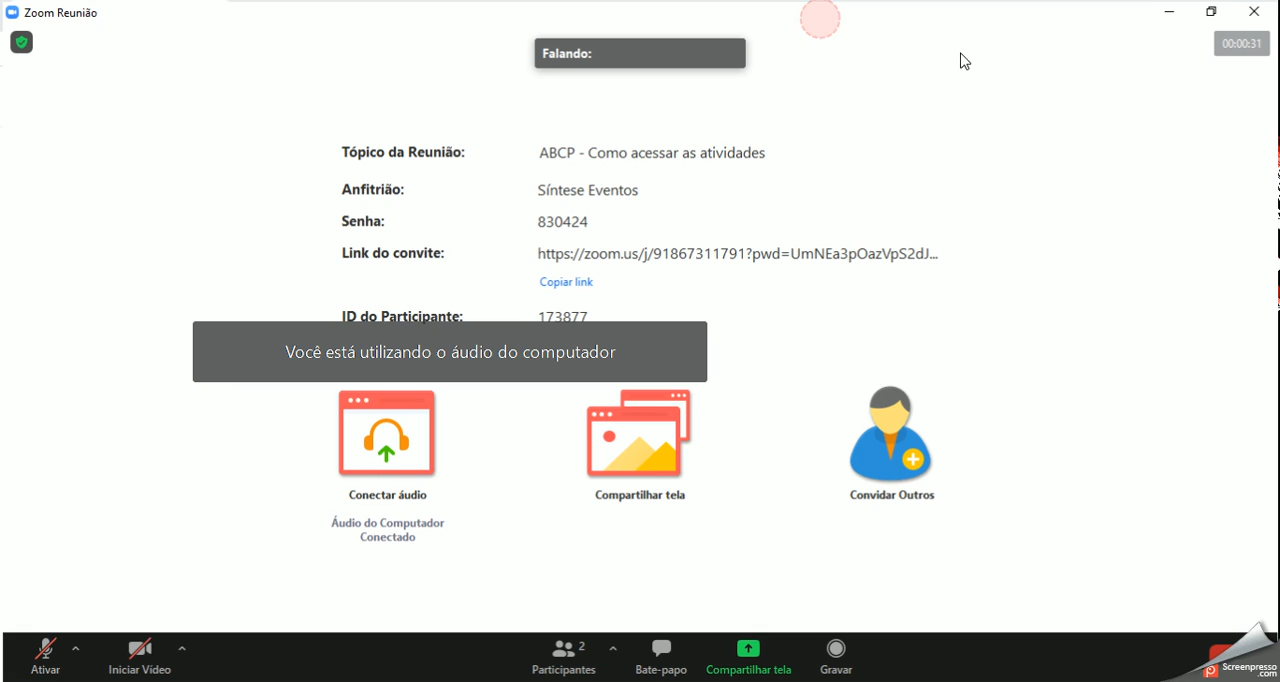 Zoom Reunião
Falando:
00:00:31
Tópico da Reunião: ABCP - Como acessar as atividades
Anfitrião: Síntese Eventos
Senha: 830424
Link do convite: https://zoom.us/j/91867311791?pwd=UmNEa3pOazVpS2dJ...
Copiar link
ID do Participante: 173877
Você está utilizando o áudio do computador
Conectar áudio
Compartilhar tela
Convidar Outros
Áudio do Computador
Conectado
Ativar
Iniciar Vídeo
Participantes
2
Bate-papo
Compartilhar tela
Gravar
Screenpresso
.com